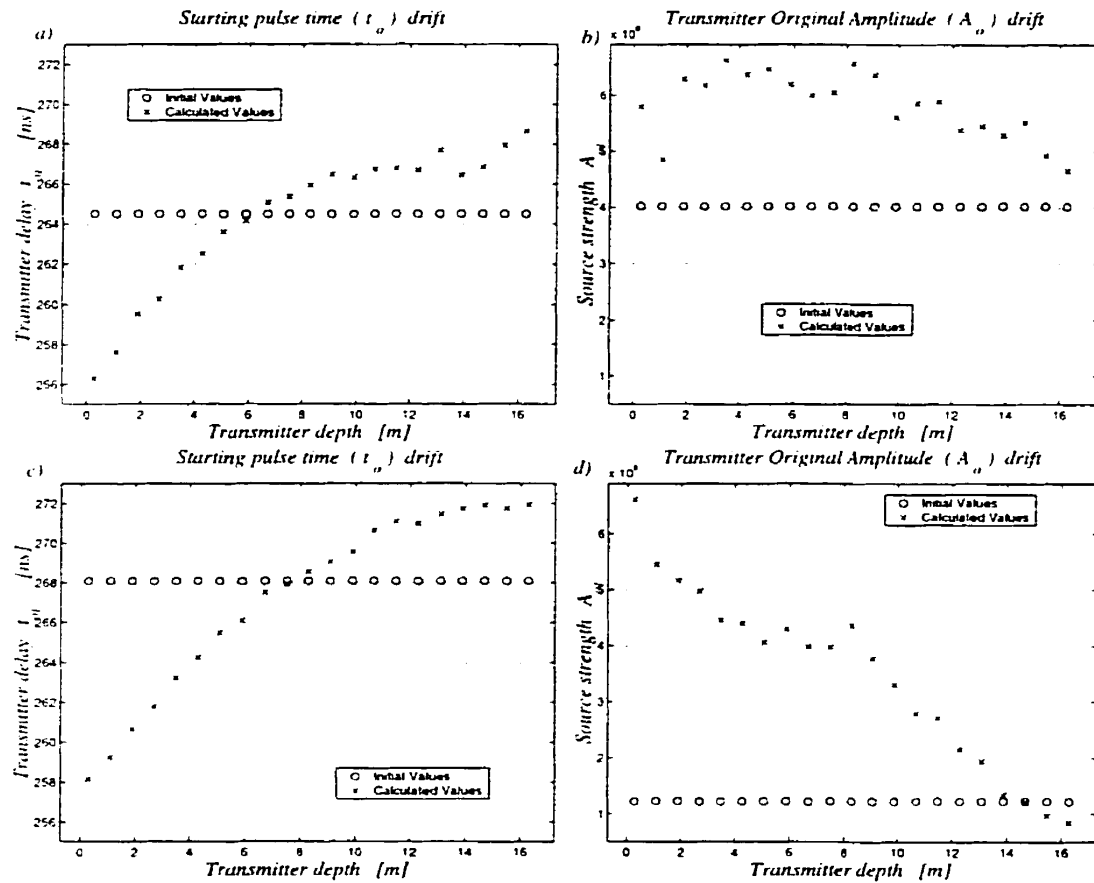 a)
Starting pulse time ( t_o ) drift
272
270
268
266
264
262
260
258
256
Transmitter delay t [ns]
Initial Values
Calculated Values
0 2 4 6 8 10 12 14 16
Transmitter depth [m]
b)
Transmitter Original Amplitude ( A_o ) drift
6
5
4
3
2
1
Source strength A
Initial Values
Calculated Values
0 2 4 6 8 10 12 14 16
Transmitter depth [m]
c)
Starting pulse time ( t_o ) drift
272
270
268
266
264
262
260
258
256
Transmitter delay t [ns]
Initial Values
Calculated Values
0 2 4 6 8 10 12 14 16
Transmitter depth [m]
d)
Transmitter Original Amplitude ( A_o ) drift
6
5
4
3
2
1
Source strength A
Initial Values
Calculated Values
0 2 4 6 8 10 12 14 16
Transmitter depth [m]